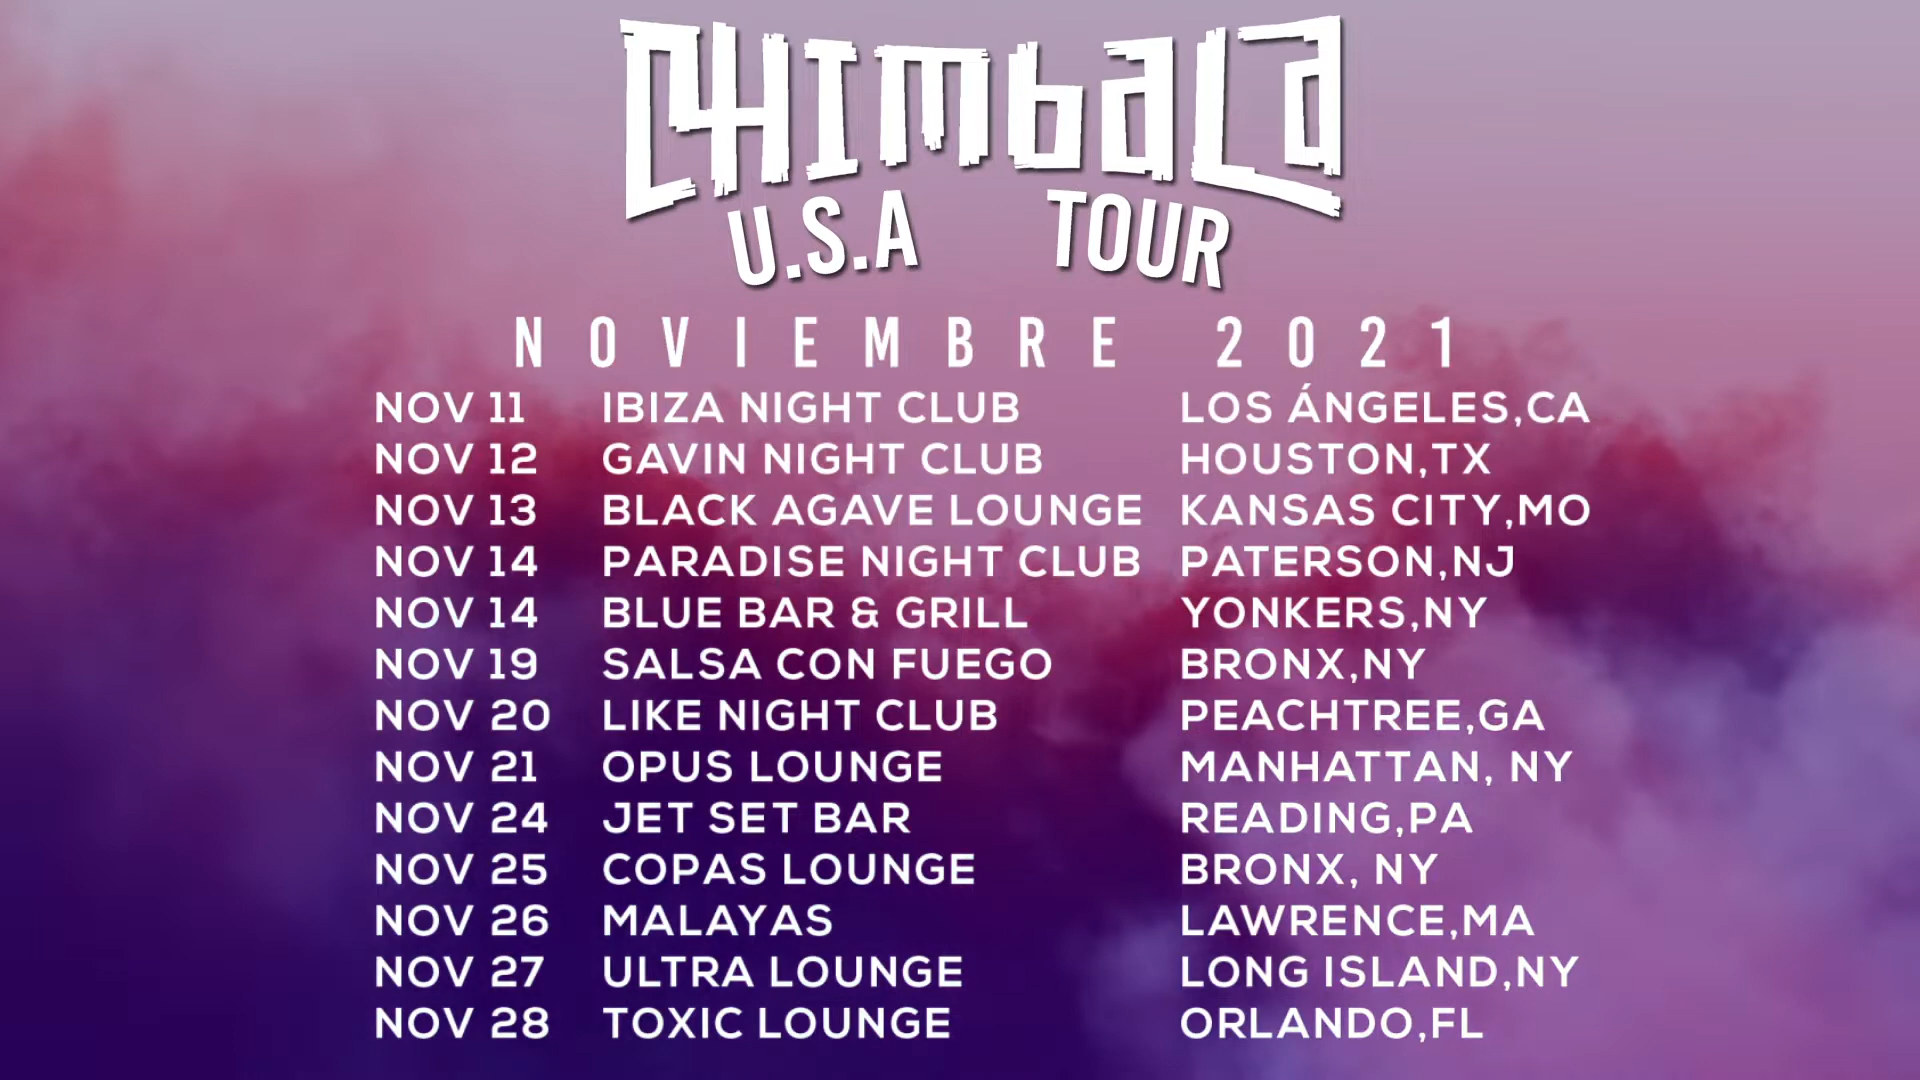 CHIMBALA
U.S.A TOUR
NOVIEMBRE 2021
NOV 11 IBIZA NIGHT CLUB LOS ÁNGELES,CA
NOV 12 GAVIN NIGHT CLUB HOUSTON,TX
NOV 13 BLACK AGAVE LOUNGE KANSAS CITY,MO
NOV 14 PARADISE NIGHT CLUB PATERSON,NJ
NOV 14 BLUE BAR & GRILL YONKERS,NY
NOV 19 SALSA CON FUEGO BRONX,NY
NOV 20 LIKE NIGHT CLUB PEACHTREE,GA
NOV 21 OPUS LOUNGE MANHATTAN, NY
NOV 24 JET SET BAR READING,PA
NOV 25 COPAS LOUNGE BRONX, NY
NOV 26 MALAYAS LAWRENCE,MA
NOV 27 ULTRA LOUNGE LONG ISLAND,NY
NOV 28 TOXIC LOUNGE ORLANDO,FL